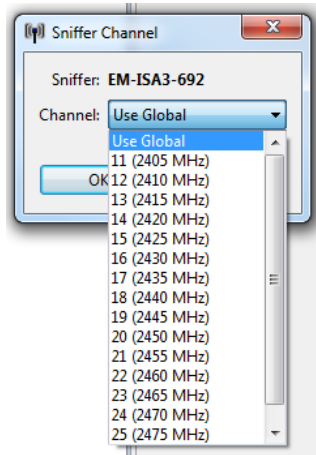 Sniffer Channel
Sniffer: EM-ISA3-692
Channel: Use Global
Use Global
11 (2405 MHz)
OK 12 (2410 MHz)
13 (2415 MHz)
14 (2420 MHz)
15 (2425 MHz)
16 (2430 MHz)
17 (2435 MHz)
18 (2440 MHz)
19 (2445 MHz)
20 (2450 MHz)
21 (2455 MHz)
22 (2460 MHz)
23 (2465 MHz)
24 (2470 MHz)
25 (2475 MHz)